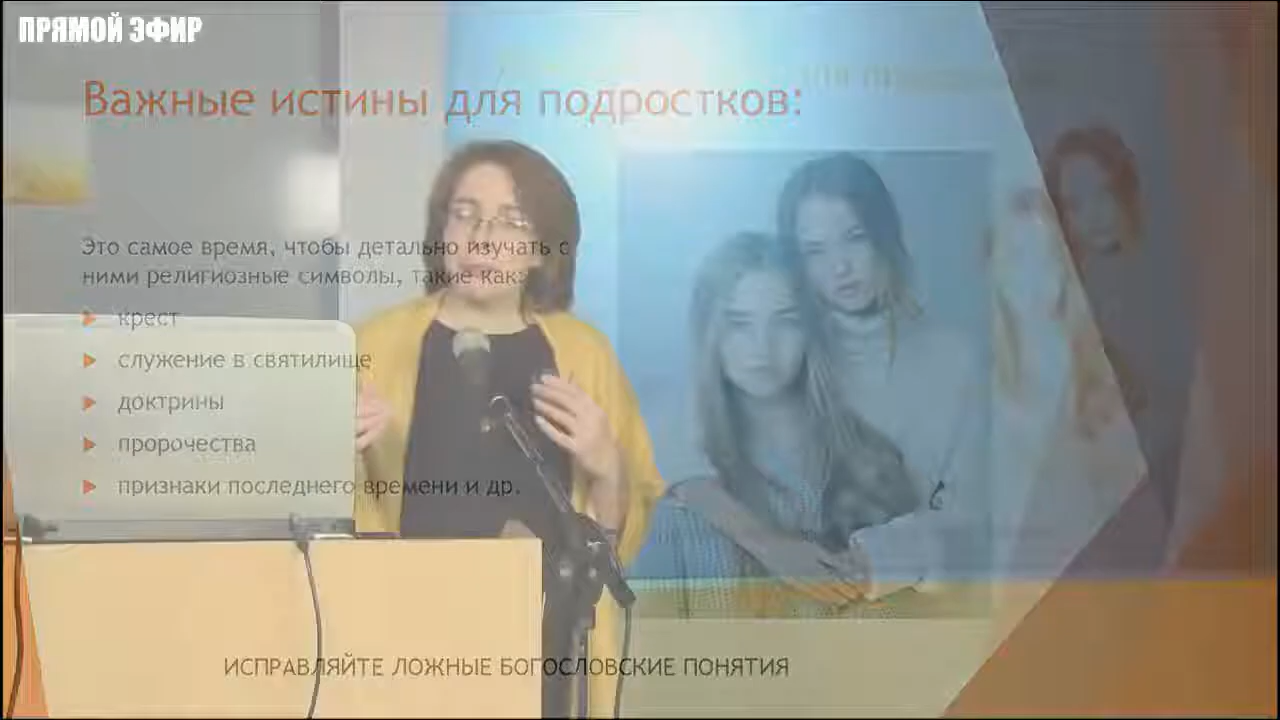 ПРЯМОЙ ЭФИР
Важные истины для подростков:
Это самое время, чтобы детально изучать с
ними религиозные символы, такие как:
крест
служение в святилище
доктрины
пророчества
признаки последнего времени и др.
ИСПРАВЛЯЙТЕ ЛОЖНЫЕ БОГОСЛОВСКИЕ ПОНЯТИЯ